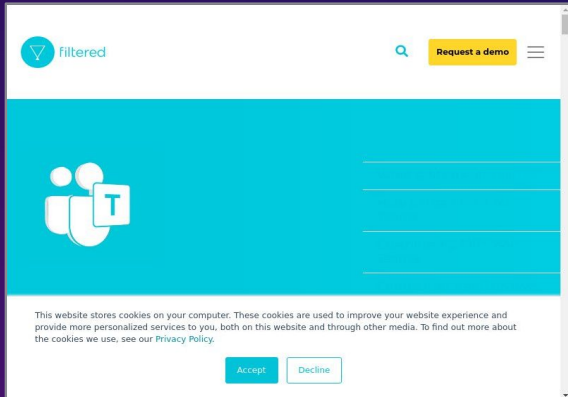 filtered
Request a demo
T
This website stores cookies on your computer. These cookies are used to improve your website experience and
provide more personalized services to you, both on this website and through other media. To find out more about
the cookies we use, see our Privacy Policy.
Accept
Decline